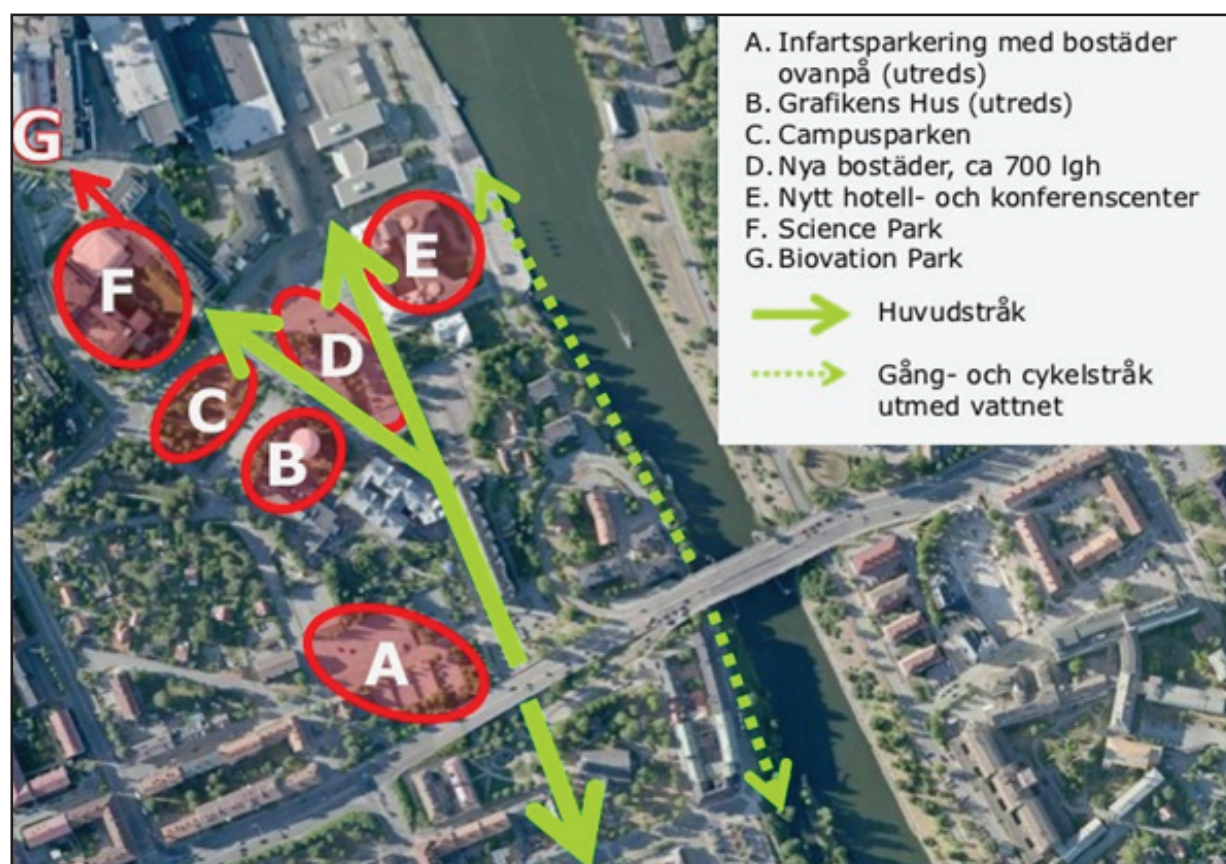 A. Infartsparkering med bostäder
ovanpå (utreds)
B. Grafikens Hus (utreds)
C. Campusparken
D. Nya bostäder, ca 700 lgh
E. Nytt hotell- och konferenscenter
F. Science Park
G. Biovation Park
Huvudstråk
Gång- och cykelstråk
utmed vattnet
G
F
E
D
C
B
A